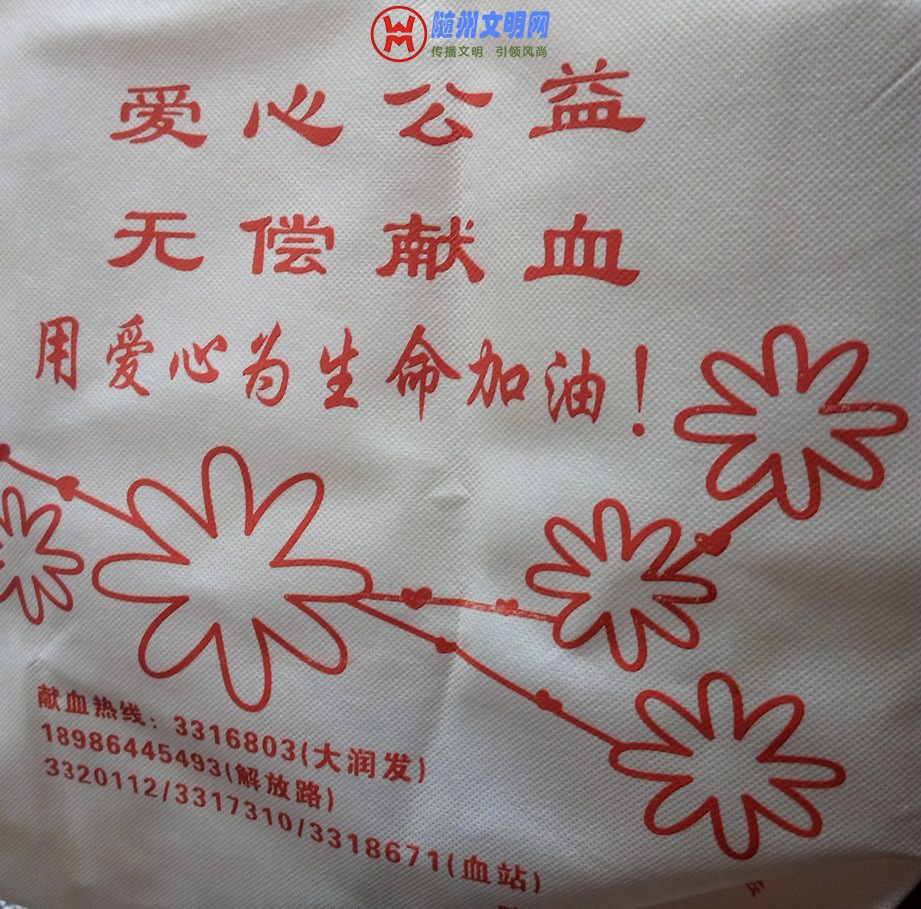 随州文明网
传播文明 引领风尚
爱心公益
无偿献血
用爱心为生命加油!
献血热线：3316803(大润发)
18986445493(解放路)
3320112/3317310/3318671(血站)